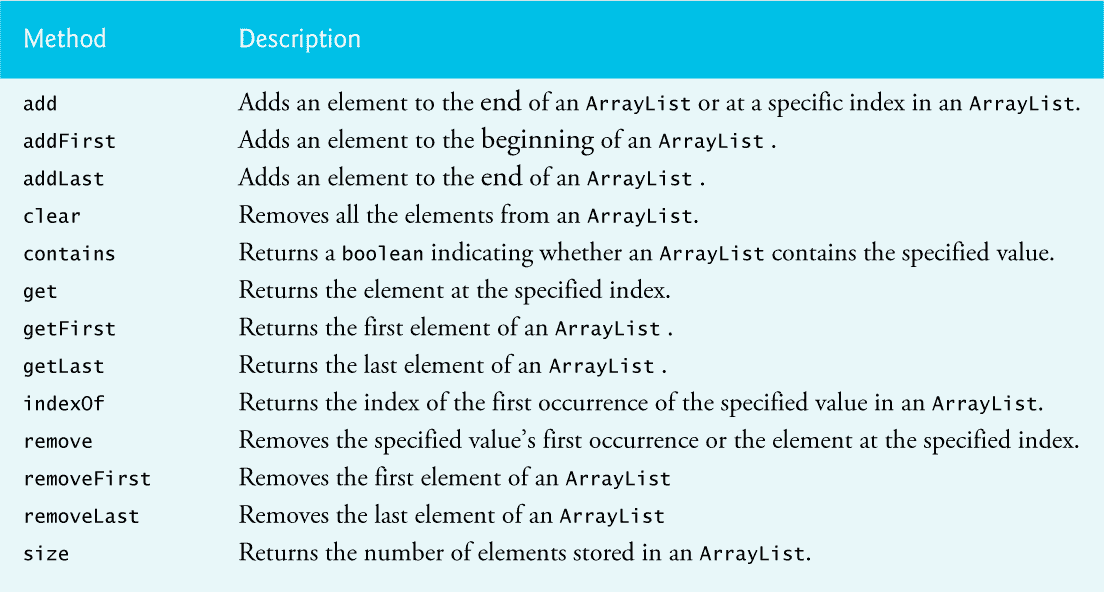 Method Description
add Adds an element to the end of an ArrayList or at a specific index in an ArrayList.
addFirst Adds an element to the beginning of an ArrayList .
addLast Adds an element to the end of an ArrayList .
clear Removes all the elements from an ArrayList.
contains Returns a boolean indicating whether an ArrayList contains the specified value.
get Returns the element at the specified index.
getFirst Returns the first element of an ArrayList .
getLast Returns the last element of an ArrayList .
indexOf Returns the index of the first occurrence of the specified value in an ArrayList.
remove Removes the specified value’s first occurrence or the element at the specified index.
removeFirst Removes the first element of an ArrayList
removeLast Removes the last element of an ArrayList
size Returns the number of elements stored in an ArrayList.